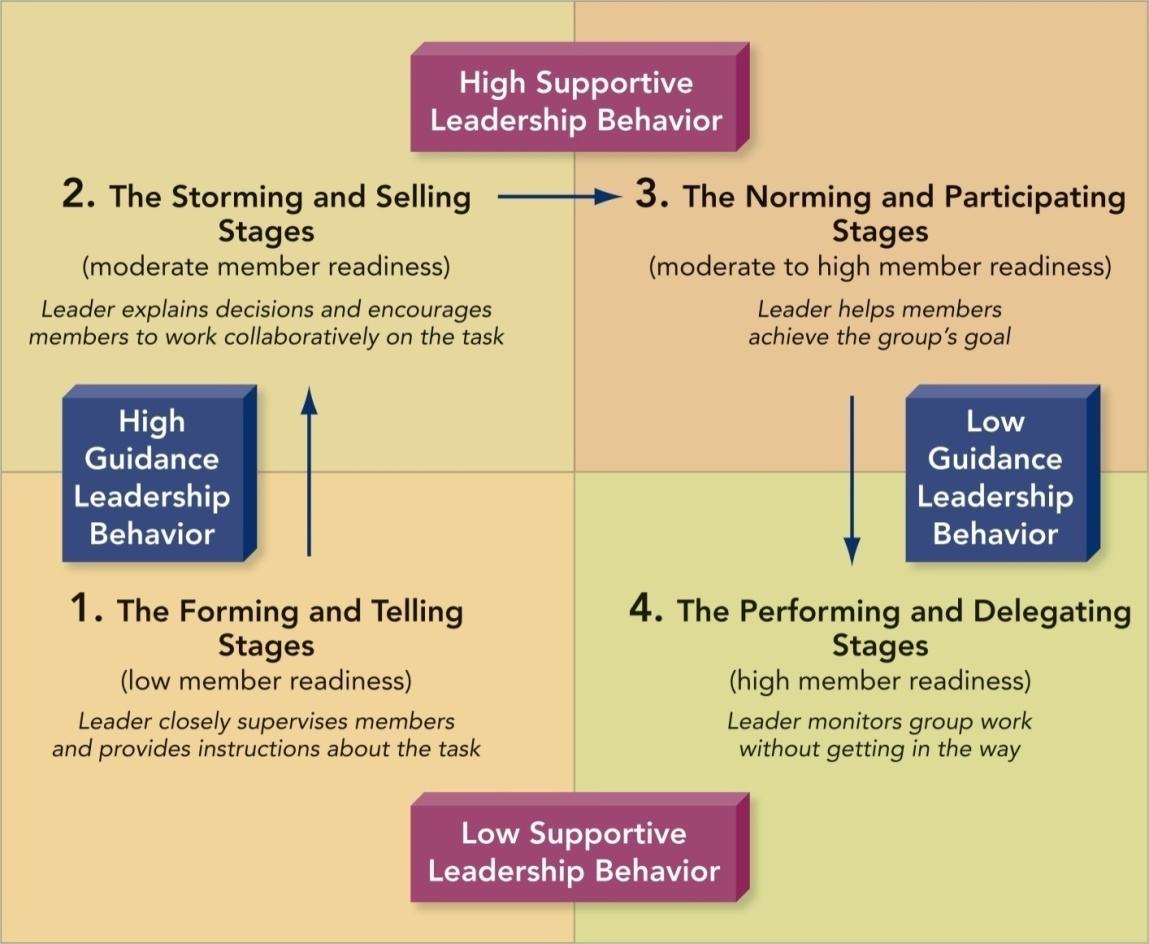 High Supportive
Leadership Behavior
2. The Storming and Selling
Stages
(moderate member readiness)
Leader explains decisions and encourages
members to work collaboratively on the task
3. The Norming and Participating
Stages
(moderate to high member readiness)
Leader helps members
achieve the group's goal
High
Guidance
Leadership
Behavior
Low
Guidance
Leadership
Behavior
1. The Forming and Telling
Stages
(low member readiness)
Leader closely supervises members
and provides instructions about the task
4. The Performing and Delegating
Stages
(high member readiness)
Leader monitors group work
without getting in the way
Low Supportive
Leadership Behavior